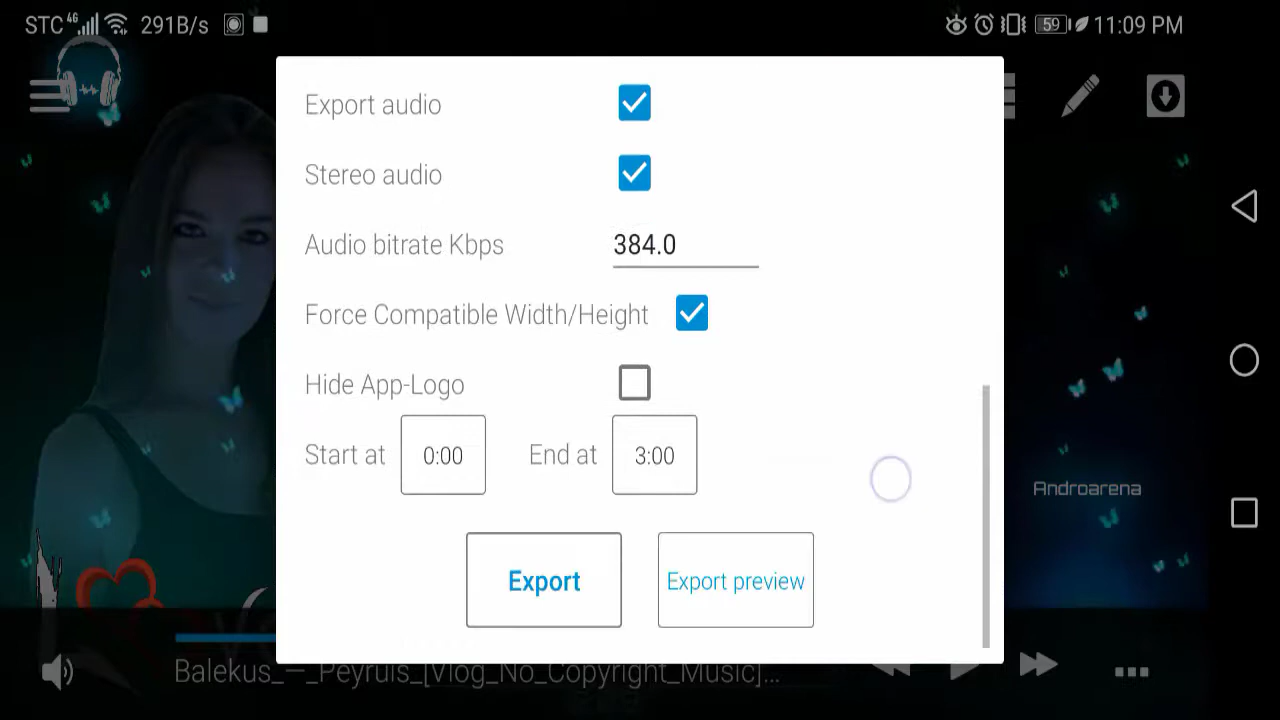 STC 4G 291B/s 59 11:09 PM
Export audio
Stereo audio
Audio bitrate Kbps 384.0
Force Compatible Width/Height
Hide App-Logo
Start at 0:00 End at 3:00
Androarena
Export Export preview
Balekus_—_Peyruis_[Vlog_No_Copyright_Music]...